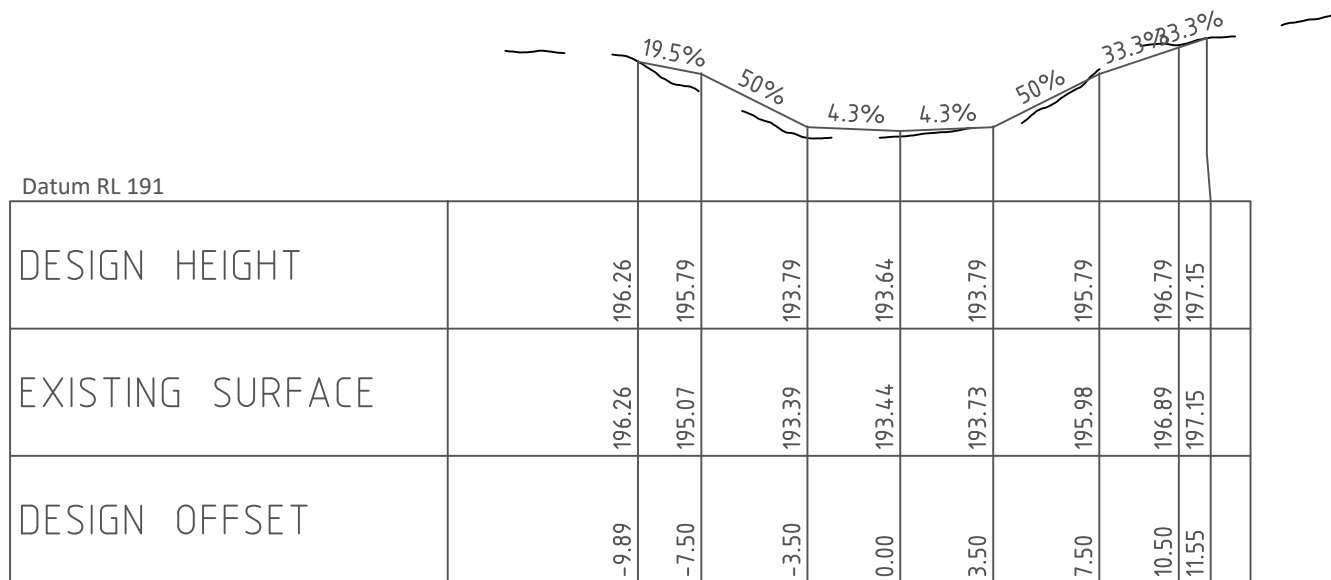 19.5% 50% 4.3% 4.3% 50% 33.3% 33.3%
Datum RL 191
DESIGN HEIGHT 196.26 195.79 193.79 193.64 193.79 195.79 196.79 197.15
EXISTING SURFACE 196.26 195.07 193.39 193.44 193.73 195.98 196.89 197.15
DESIGN OFFSET -9.89 -7.50 -3.50 0.00 3.50 7.50 10.50 11.55